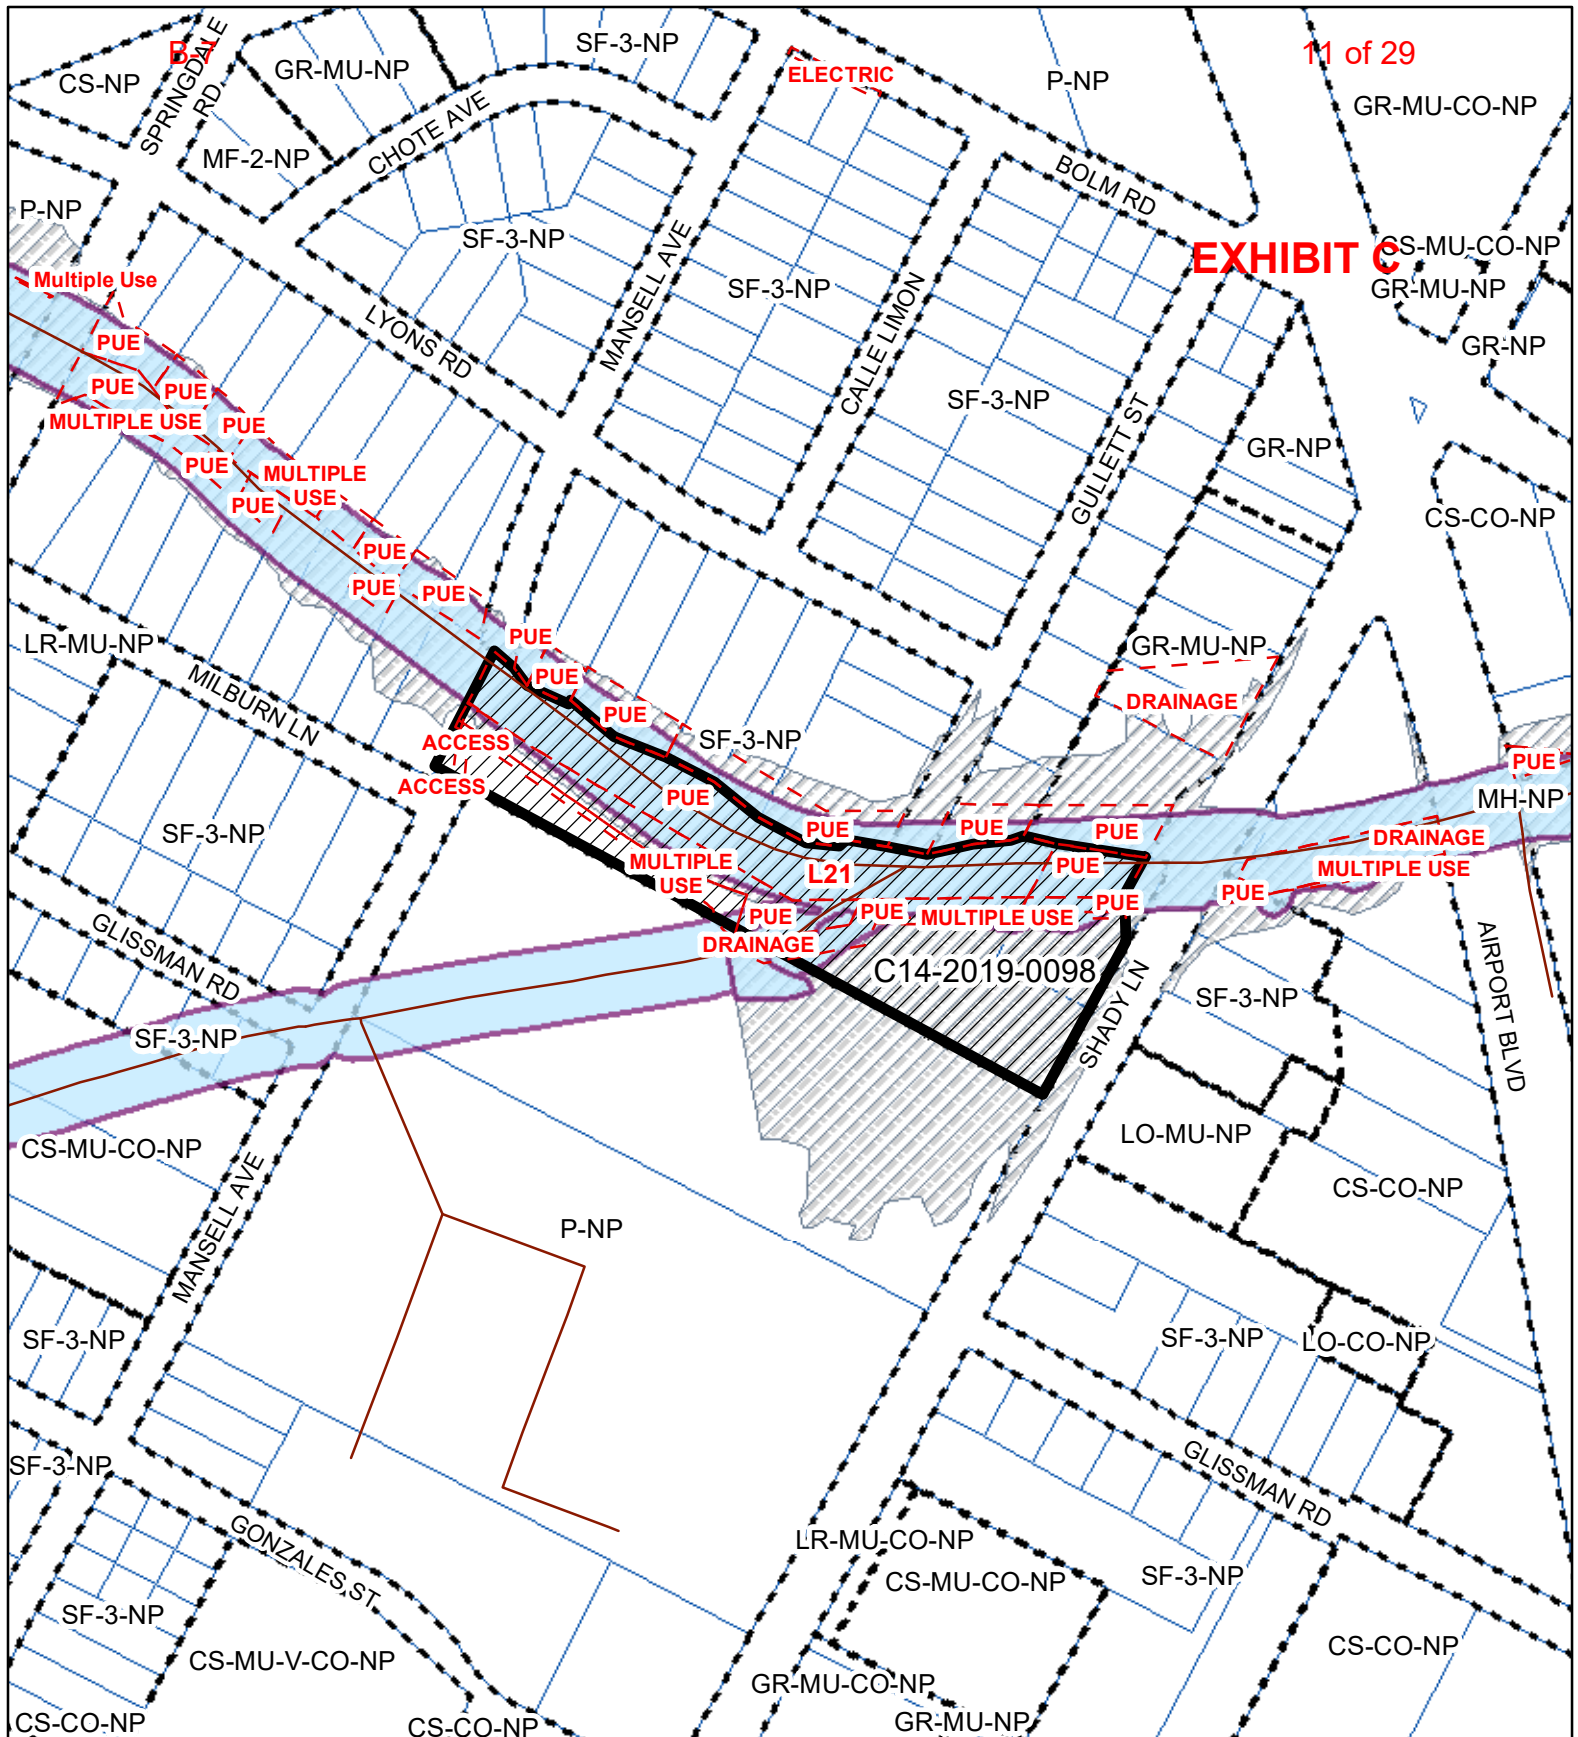 B-7
11 of 29
SPRINGDALE
RD
CS-NP
GR-MU-NP
SF-3-NP
ELECTRIC
P-NP
GR-MU-CO-NP
MF-2-NP
CHOTE AVE
BOLM RD
P-NP
SF-3-NP
MANSELL AVE
SF-3-NP
EXHIBIT C
CS-MU-CO-NP
GR-MU-NP
Multiple Use
LYONS RD
CALLE LIMON
GR-NP
PUE
PUE
PUE
MULTIPLE USE
PUE
SF-3-NP
GULLETT ST
GR-NP
PUE
MULTIPLE
USE
PUE
CS-CO-NP
PUE
PUE
PUE
LR-MU-NP
MILBURN LN
PUE
PUE
GR-MU-NP
DRAINAGE
PUE
SF-3-NP
ACCESS
ACCESS
PUE
PUE
MH-NP
SF-3-NP
PUE
PUE
PUE
DRAINAGE
MULTIPLE
USE
L21
PUE
MULTIPLE USE
PUE
PUE
PUE
PUE
MULTIPLE USE
DRAINAGE
GLISSMAN RD
C14-2019-0098
SHADY LN
SF-3-NP
AIRPORT BLVD
SF-3-NP
CS-MU-CO-NP
LO-MU-NP
MANSELL AVE
P-NP
CS-CO-NP
SF-3-NP
SF-3-NP
LO-CO-NP
SF-3-NP
GLISSMAN RD
GONZALES ST
LR-MU-CO-NP
CS-MU-CO-NP
SF-3-NP
SF-3-NP
CS-MU-V-CO-NP
CS-CO-NP
GR-MU-CO-NP
CS-CO-NP
CS-CO-NP
GR-MU-NP